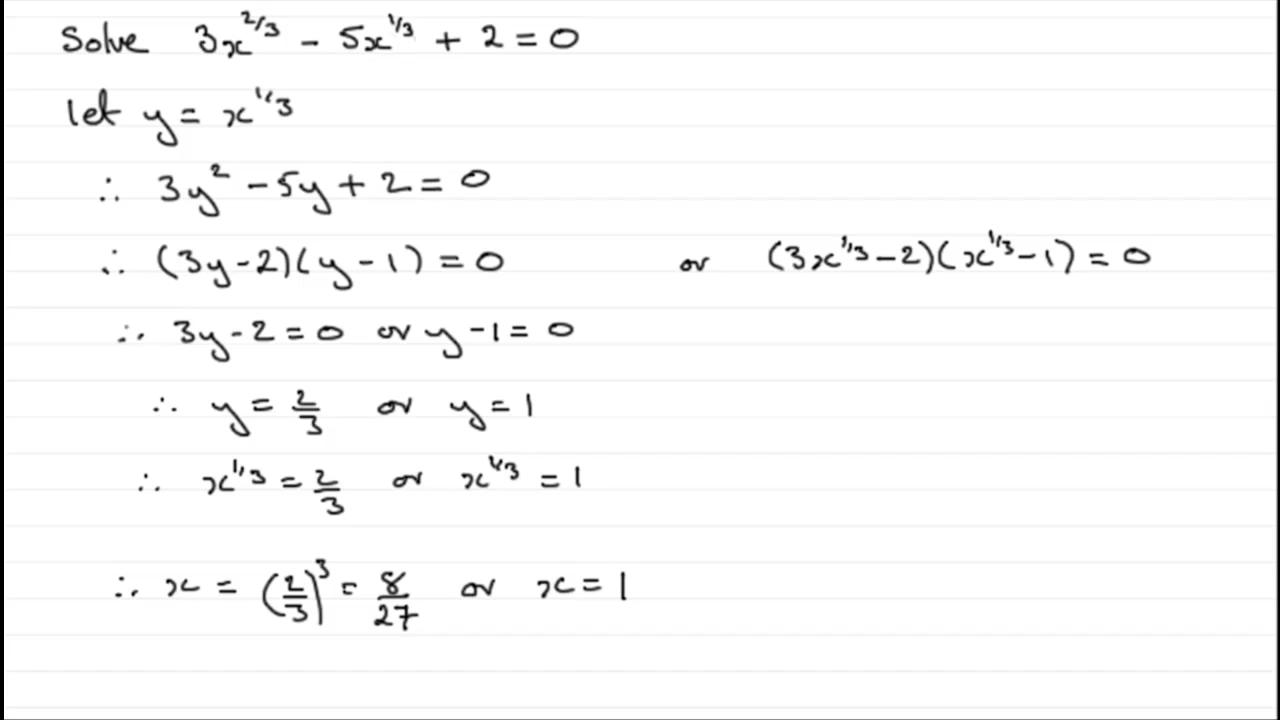 Solve 3x^{2/3} - 5x^{1/3} + 2 = 0
let y = x^{1/3}
∴ 3y² - 5y + 2 = 0
∴ (3y - 2)(y - 1) = 0 or (3x^{1/3} - 2)(x^{1/3} - 1) = 0
∴ 3y - 2 = 0 or y - 1 = 0
∴ y = 2/3 or y = 1
∴ x^{1/3} = 2/3 or x^{1/3} = 1
∴ x = (2/3)³ = 8/27 or x = 1